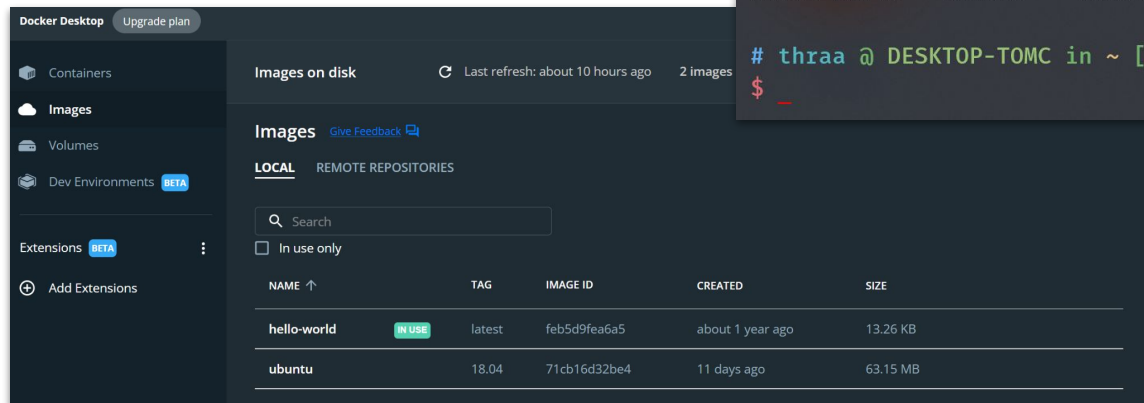 Docker Desktop Upgrade plan
# thraa @ DESKTOP-TOMC in ~ [
$ _
Containers
Images
Volumes
Dev Environments BETA
Extensions BETA
Add Extensions
Images on disk Last refresh: about 10 hours ago 2 images
Images Give Feedback
LOCAL REMOTE REPOSITORIES
Search
In use only
NAME ↑ TAG IMAGE ID CREATED SIZE
hello-world IN USE latest feb5d9fea6a5 about 1 year ago 13.26 KB
ubuntu 18.04 71cb16d32be4 11 days ago 63.15 MB